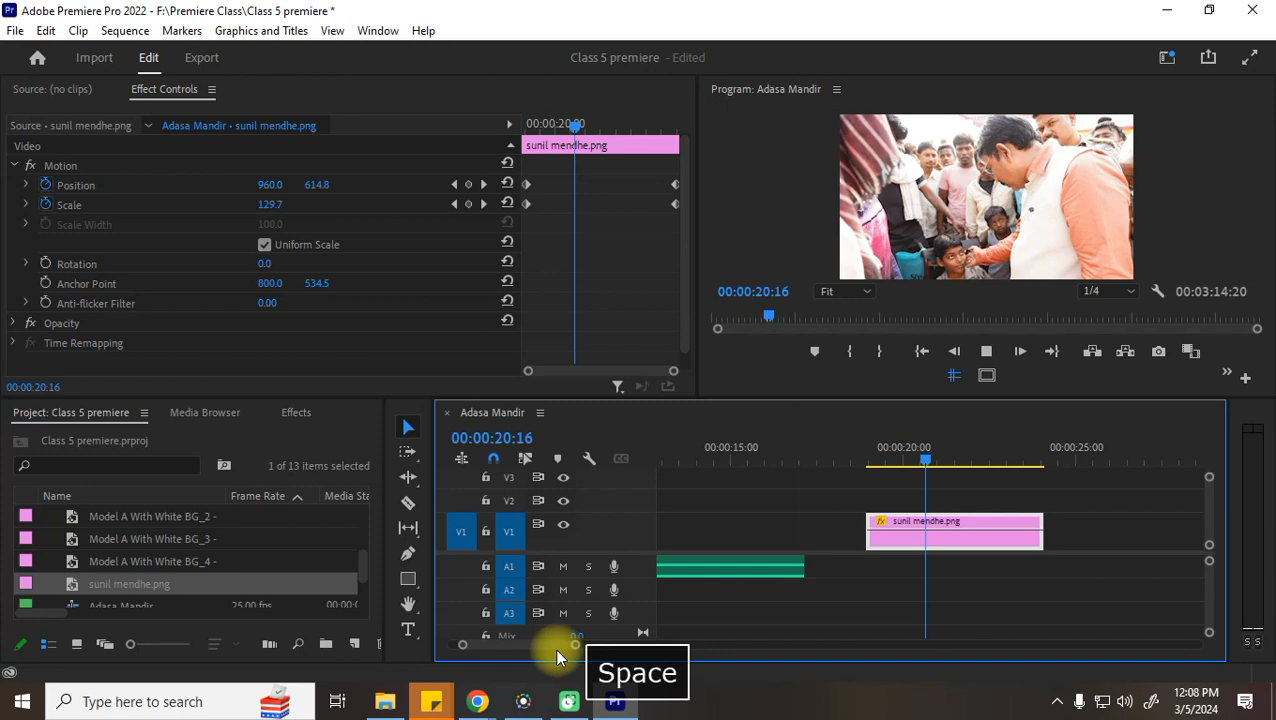 Adobe Premiere Pro 2022 - F:\Premiere Class\Class 5 premiere *
File Edit Clip Sequence Markers Graphics and Titles View Window Help
Import Edit Export Class 5 premiere - Edited
Source: (no clips) Effect Controls Program: Adasa Mandir
Source • sunil mendhe.png Adasa Mandir • sunil mendhe.png 00:00:20:00
Video sunil mendhe.png
fx Motion
Position 960.0 614.8
Scale 129.7
Scale Width 100.0
Uniform Scale
Rotation 0.0
Anchor Point 800.0 534.5
Anti-flicker Filter 0.00
fx Opacity
fx Time Remapping
00:00:20:16
00:00:20:16 Fit 1/4 00:03:14:20
Project: Class 5 premiere Media Browser Effects
Class 5 premiere.prproj
1 of 13 items selected
Name Frame Rate Media Sta
Model A With White BG_2 -
Model A With White BG_3 -
Model A With White BG_4 -
sunil mendhe.png
Adasa Mandir 25.00 fps 00:00:0
Adasa Mandir
00:00:20:16 00:00:15:00 00:00:20:00 00:00:25:00
CC
V3
V2
V1 V1 fx sunil mendhe.png
A1 M S
A2 M S
A3 M S
Mix 0.0
S S
Space
Type here to search Pr 12:08 PM
3/5/2024